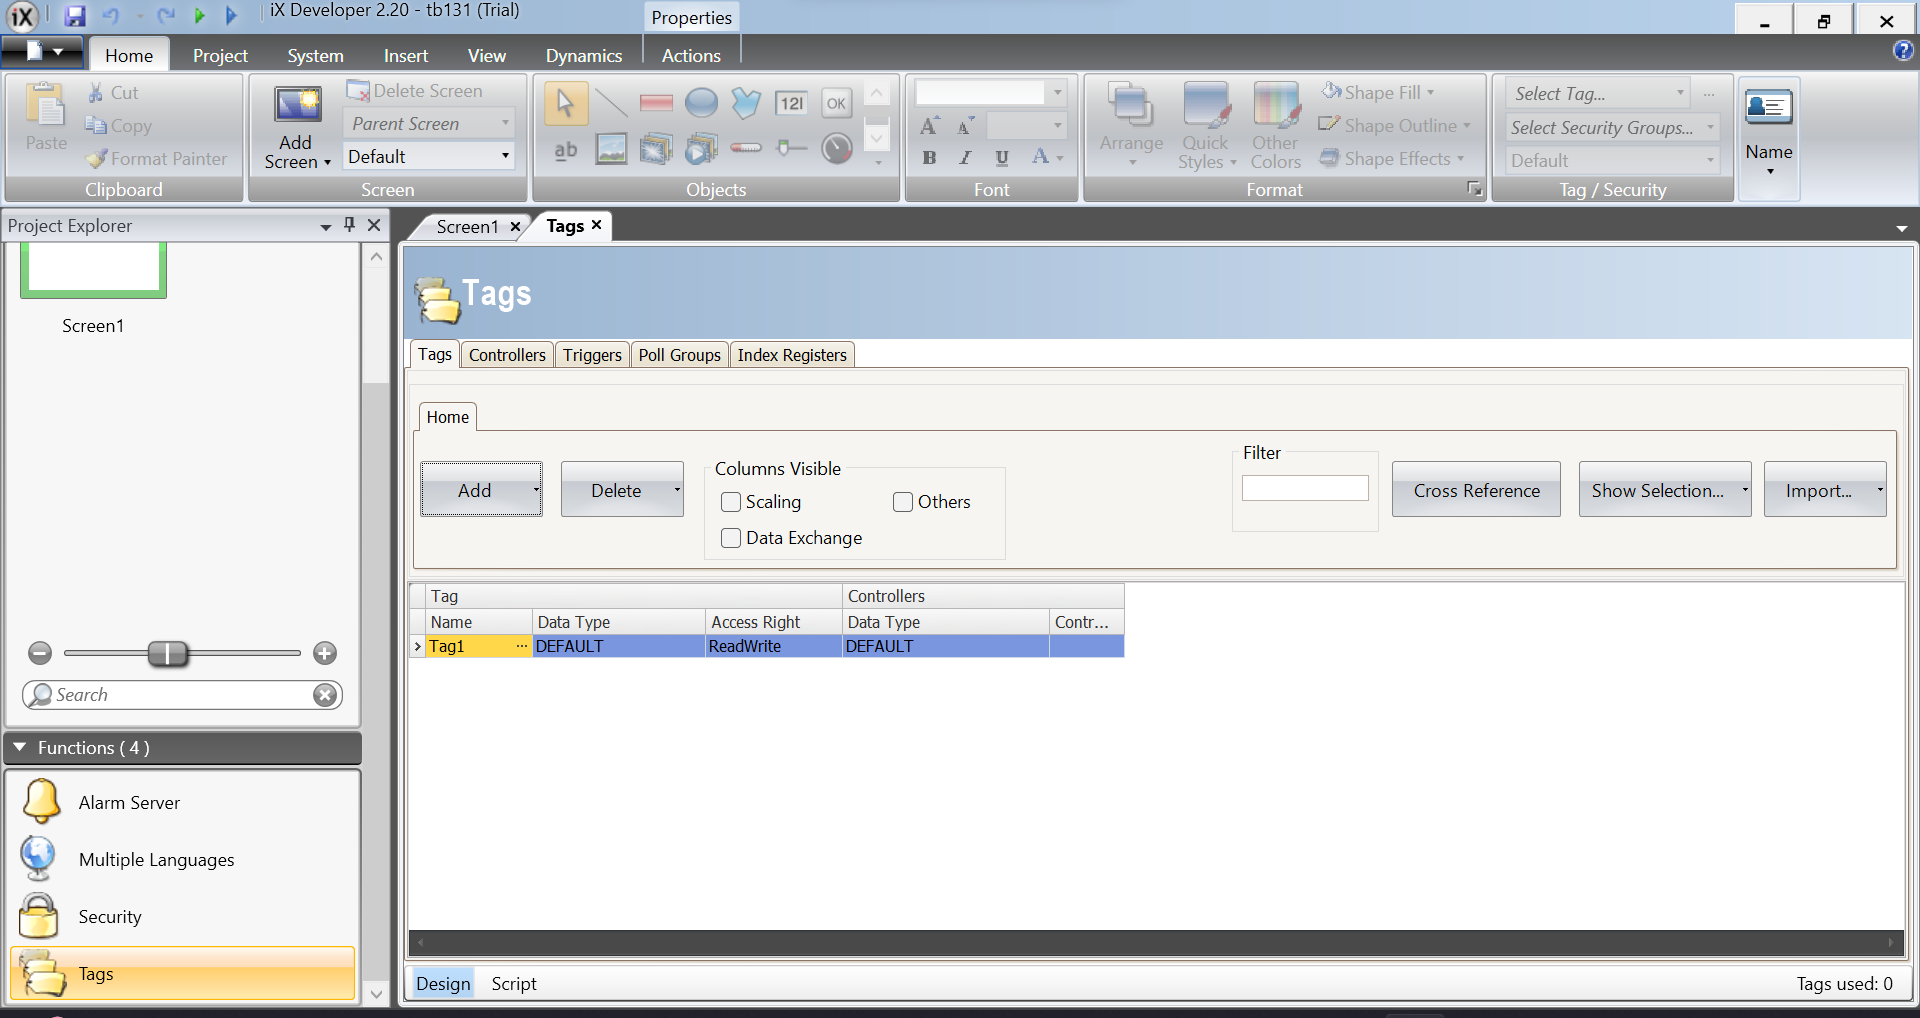 iX
iX Developer 2.20 - tb131 (Trial)
Properties
Home
Project
System
Insert
View
Dynamics
Actions
?
Paste
Cut
Copy
Format Painter
Clipboard
Add
Screen
Delete Screen
Parent Screen
Default
Screen
12I
OK
ab
Objects
A A
B I U A
Font
Arrange
Quick
Styles
Other
Colors
Shape Fill
Shape Outline
Shape Effects
Format
Select Tag...
...
Select Security Groups...
Default
Tag / Security
Name
Project Explorer
Screen1
Search
Functions ( 4 )
Alarm Server
Multiple Languages
Security
Tags
Screen1
Tags
Tags
Tags
Controllers
Triggers
Poll Groups
Index Registers
Home
Add
Delete
Columns Visible
Scaling
Others
Data Exchange
Filter
Cross Reference
Show Selection...
Import...
Tag
Controllers
Name
Data Type
Access Right
Data Type
Contr...
Tag1
...
DEFAULT
ReadWrite
DEFAULT
Design
Script
Tags used: 0